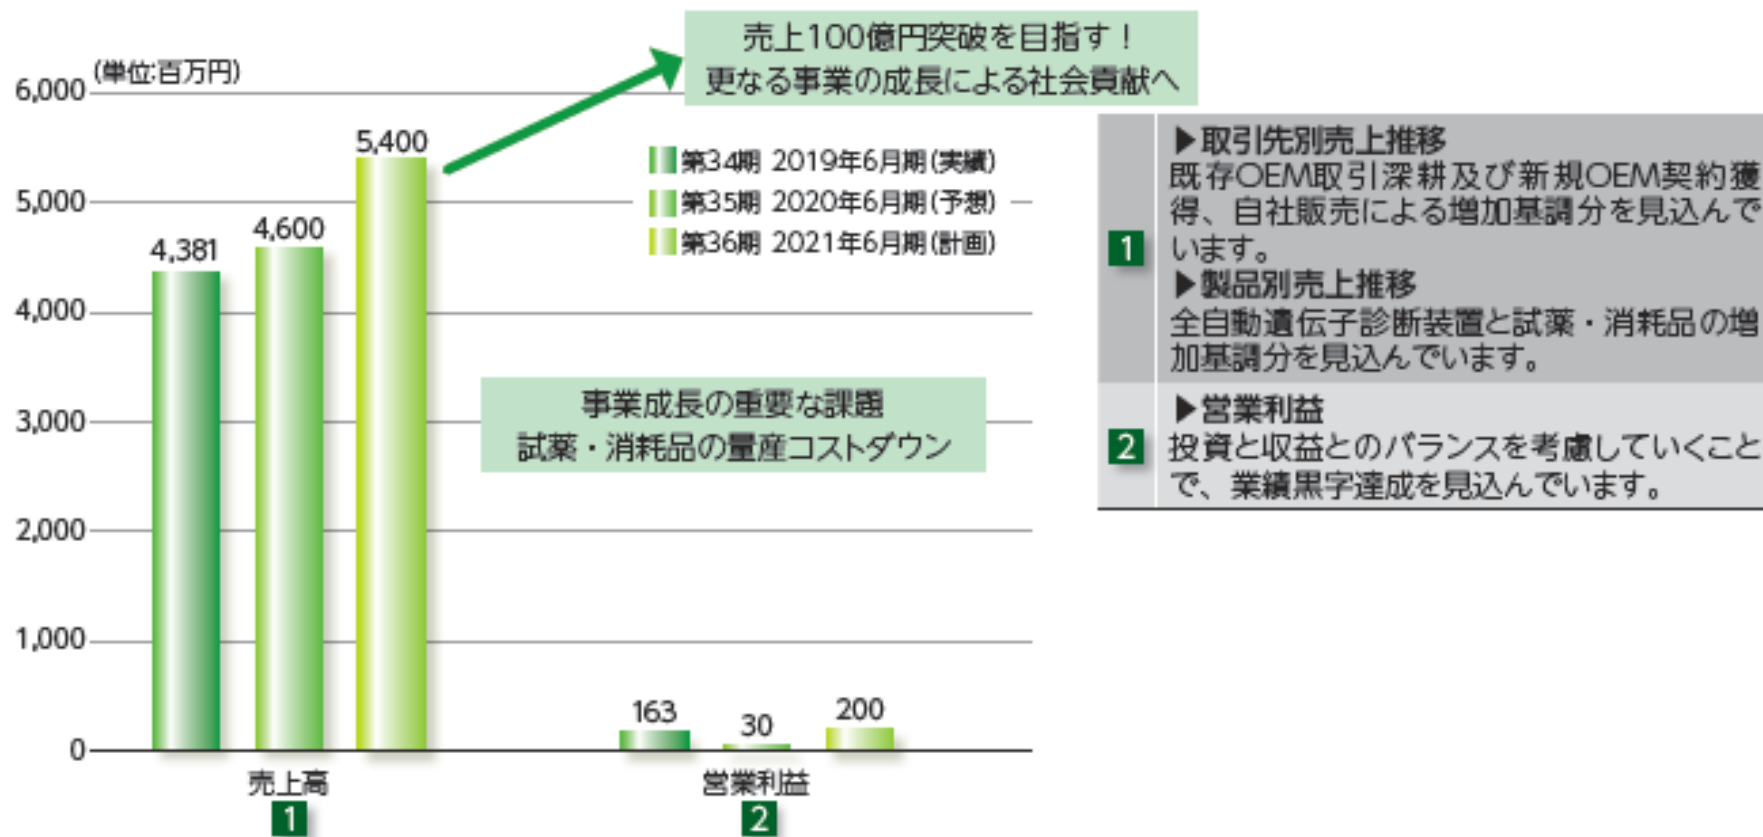 売上100億円突破を目指す！
更なる事業の成長による社会貢献へ
(単位:百万円)
6,000
5,000
4,000
3,000
2,000
1,000
0
4,381
4,600
5,400
第34期 2019年6月期(実績)
第35期 2020年6月期(予想)
第36期 2021年6月期(計画)
事業成長の重要な課題
試薬・消耗品の量産コストダウン
163
30
200
売上高
1
営業利益
2
1
▶取引先別売上推移
既存OEM取引深耕及び新規OEM契約獲
得、自社販売による増加基調分を見込んで
います。
▶製品別売上推移
全自動遺伝子診断装置と試薬・消耗品の増
加基調分を見込んでいます。
2
▶営業利益
投資と収益とのバランスを考慮していくこと
で、業績黒字達成を見込んでいます。